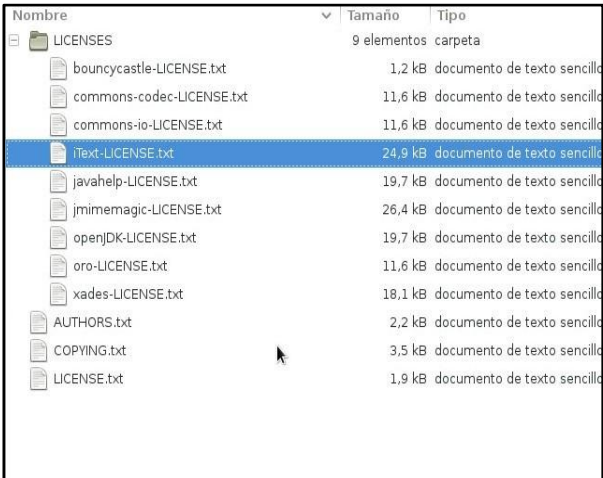 Nombre Tamaño Tipo
LICENSES 9 elementos carpeta
bouncycastle-LICENSE.txt 1,2 kB documento de texto sencillo
commons-codec-LICENSE.txt 11,6 kB documento de texto sencillo
commons-io-LICENSE.txt 11,6 kB documento de texto sencillo
iText-LICENSE.txt 24,9 kB documento de texto sencillo
javahelp-LICENSE.txt 19,7 kB documento de texto sencillo
jmimemagic-LICENSE.txt 26,4 kB documento de texto sencillo
openJDK-LICENSE.txt 19,7 kB documento de texto sencillo
oro-LICENSE.txt 11,6 kB documento de texto sencillo
xades-LICENSE.txt 18,1 kB documento de texto sencillo
AUTHORS.txt 2,2 kB documento de texto sencillo
COPYING.txt 3,5 kB documento de texto sencillo
LICENSE.txt 1,9 kB documento de texto sencillo